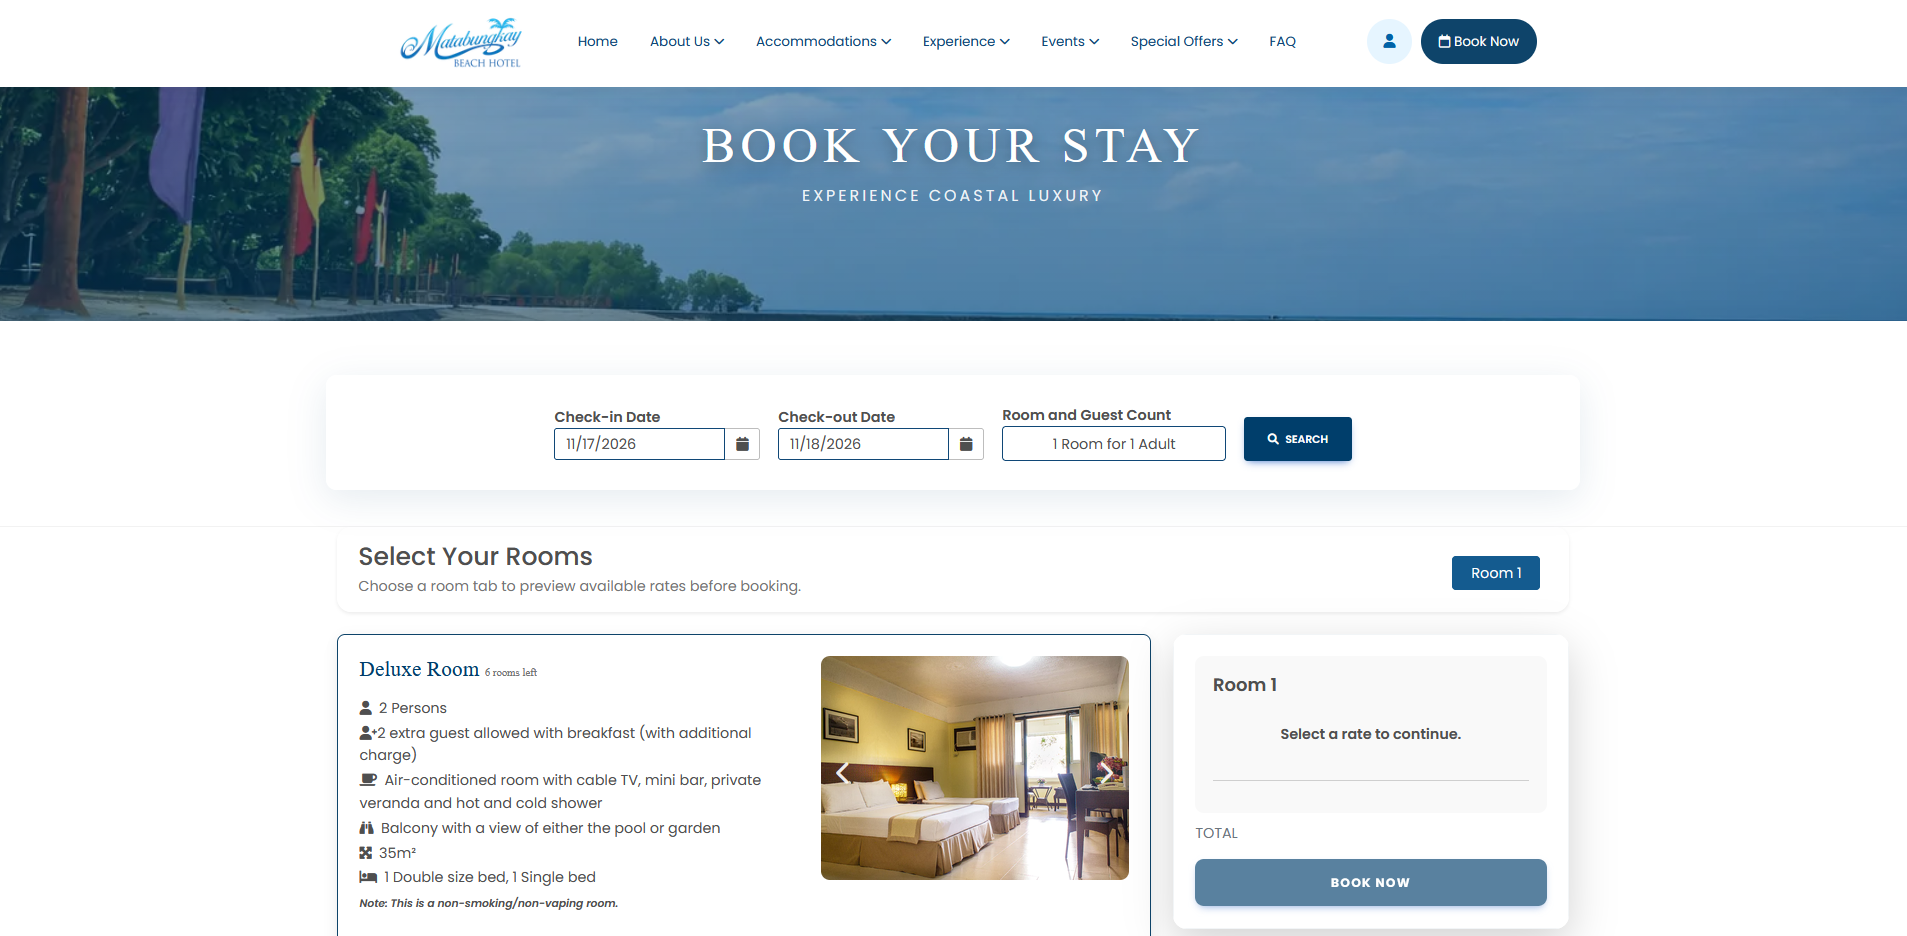 Matabungkay
BEACH HOTEL
Home
About Us
Accommodations
Experience
Events
Special Offers
FAQ
Book Now
BOOK YOUR STAY
EXPERIENCE COASTAL LUXURY
Check-in Date
11/17/2026
Check-out Date
11/18/2026
Room and Guest Count
1 Room for 1 Adult
SEARCH
Select Your Rooms
Choose a room tab to preview available rates before booking.
Room 1
Deluxe Room 6 rooms left
2 Persons
+2 extra guest allowed with breakfast (with additional
charge)
Air-conditioned room with cable TV, mini bar, private
veranda and hot and cold shower
Balcony with a view of either the pool or garden
35m²
1 Double size bed, 1 Single bed
Note: This is a non-smoking/non-vaping room.
Room 1
Select a rate to continue.
TOTAL
BOOK NOW